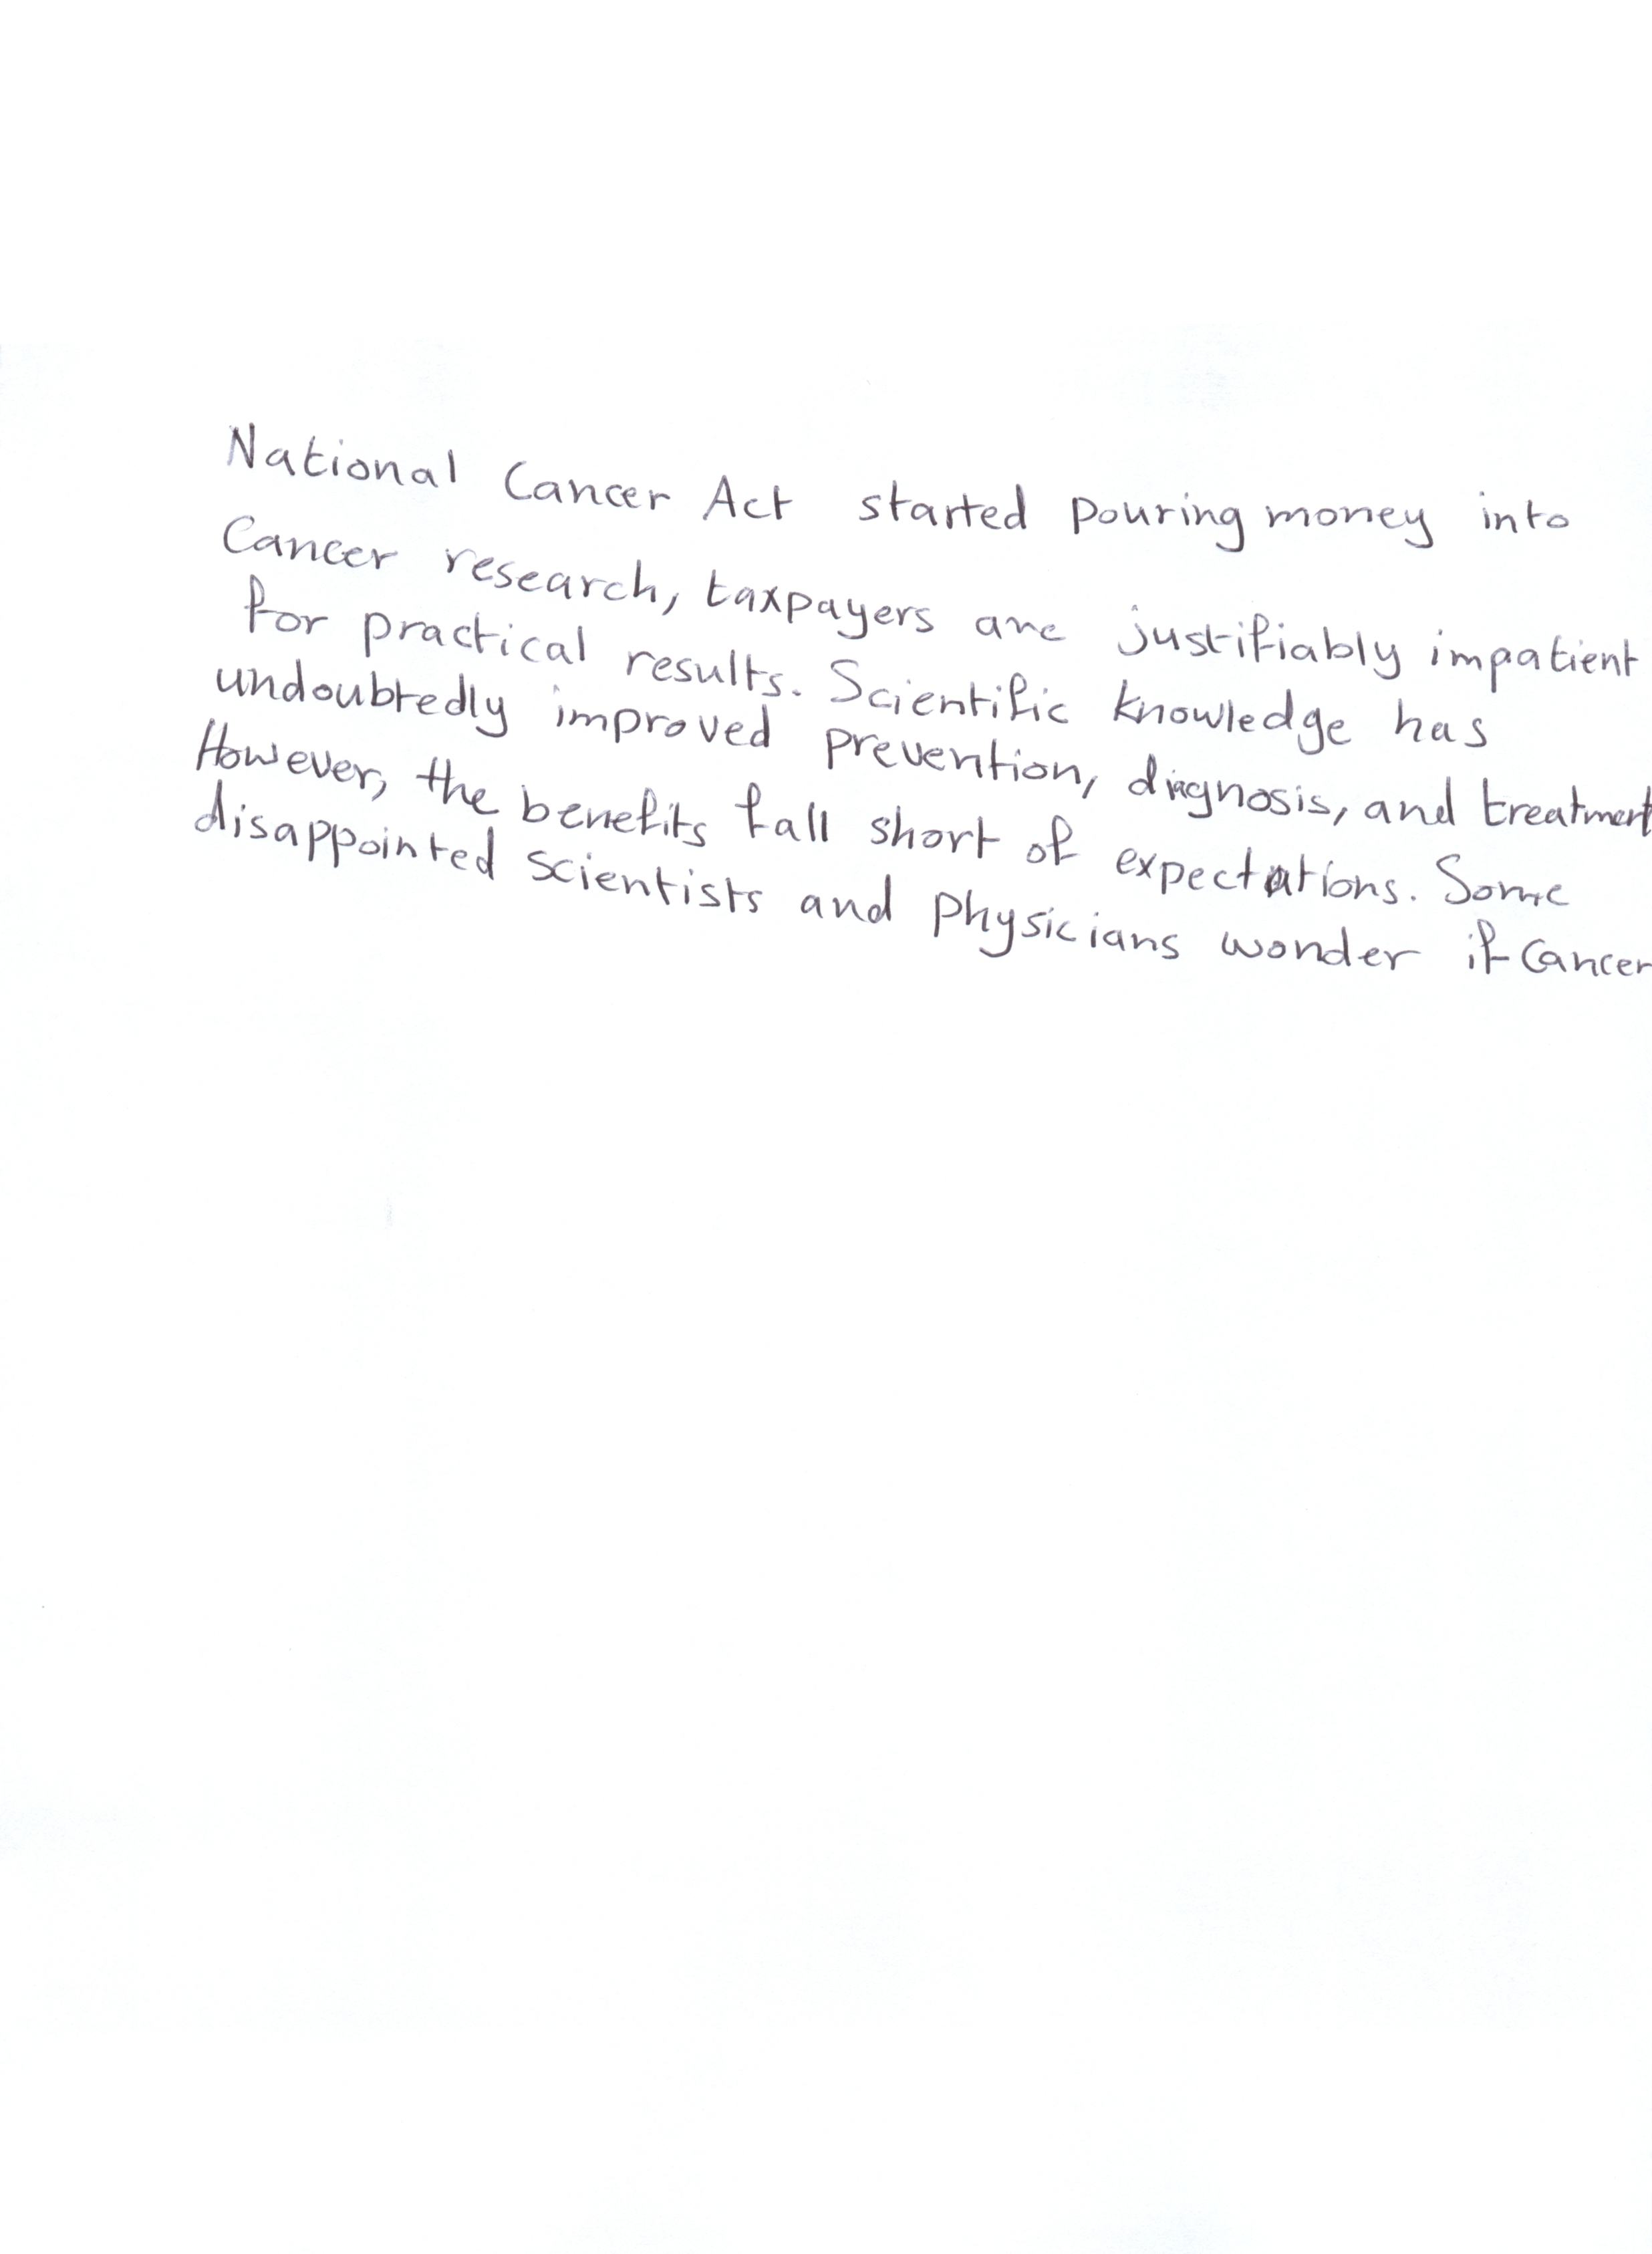 National Cancer Act started pouring money into
Cancer research, taxpayers are justifiably impatient
for practical results. Scientific knowledge has
undoubtedly improved prevention, diagnosis, and treatment
However, the benefits fall short of expectations. Some
disappointed scientists and physicians wonder if Cancer